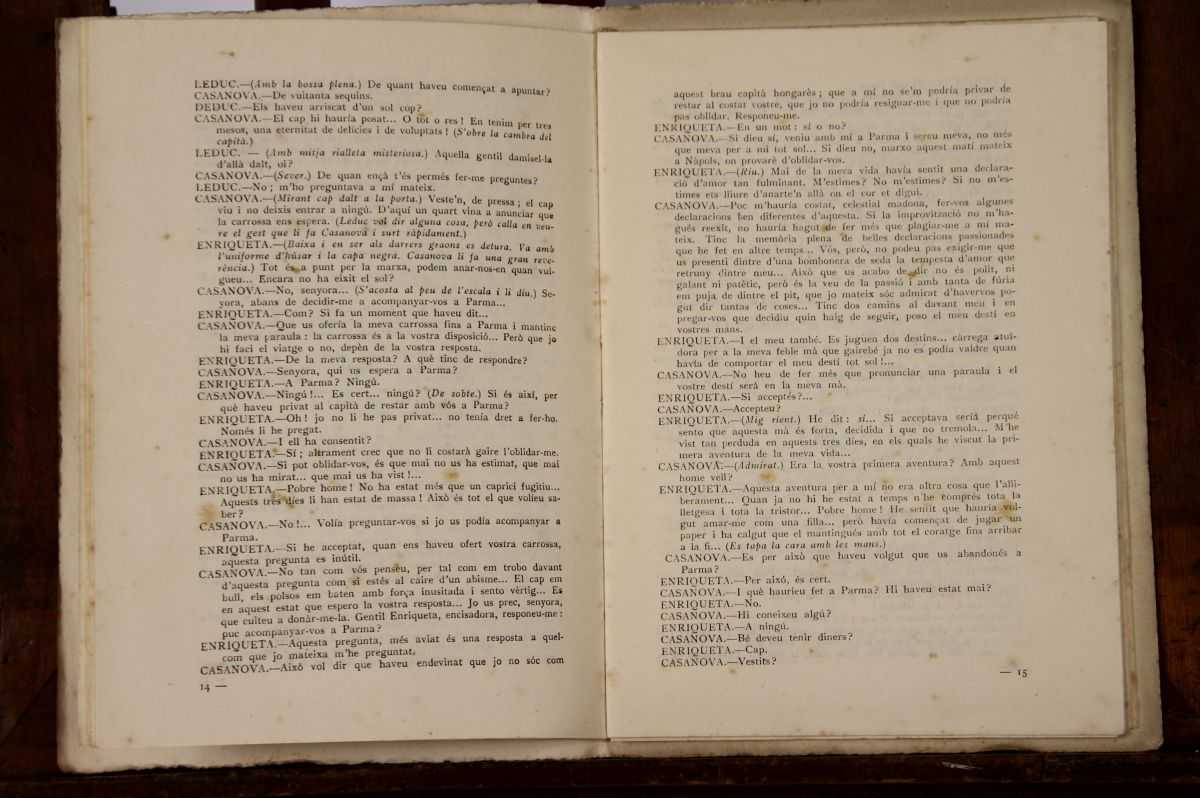 LEDUC.—(Amb la bossa plena.) De quant haveu començat a apuntar?
CASANOVA.—De vuitanta sequins.
DEDUC.—Els haveu arriscat d'un sol cop?
CASANOVA.—El cap hi hauría posat... O tot o res! En tenim per tres
mesos, una eternitat de delícies i de voluptats! (S'obre la cambra del
capità.)
LEDUC. — (Amb mitja rialleta misteriosa.) Aquella gentil damisel·la
d'allà dalt, oi?
CASANOVA.—(Sever.) De quan ençà t'és permés fer-me preguntes?
LEDUC.—No; m'ho preguntava a mí mateix.
CASANOVA.—(Mirant cap dalt a la porta.) Veste'n, de pressa; el cap
viu i no deixis entrar a ningú. D'aquí un quart vina a anunciar que
la carrossa ens espera. (Leduc vol dir alguna cosa, però calla en veu-
re el gest que li fa Casanova i surt ràpidament.)
ENRIQUETA.—(Baixa i en ser als darrers graons es detura. Va amb
l'uniforme d'húsar i la capa negra. Casanova li fa una gran reve-
rència.) Tot és a punt per la marxa, podem anar-nos-en quan vul-
gueu... Encara no ha eixit el sol?
CASANOVA.—No, senyora... (S'acosta al peu de l'escala i li diu.) Se-
yora, abans de decidir-me a acompanyar-vos a Parma...
ENRIQUETA.—Com? Si fa un moment que haveu dit...
CASANOVA.—Que us ofería la meva carrossa fins a Parma i mantinc
la meva paraula: la carrossa és a la vostra disposició... Però que jo
hi faci el viatge o no, depèn de la vostra resposta.
ENRIQUETA.—De la meva resposta? A què tinc de respondre?
CASANOVA.—Senyora, qui us espera a Parma?
ENRIQUETA.—A Parma? Ningú.
CASANOVA.—Ningú!... Es cert... ningú? (De sobte.) Si és així, per
què haveu privat al capità de restar amb vós a Parma?
ENRIQUETA.—Oh! jo no li he pas privat... no tenía dret a fer-ho.
Només li he pregat.
CASANOVA.—I ell ha consentit?
ENRIQUETA.—Sí; altrament crec que no li costarà gaire l'oblidar-me.
CASANOVA.—Si pot oblidar-vos, és que mai no us ha estimat, que mai
no us ha mirat... que mai us ha vist!...
ENRIQUETA.—Pobre home! No ha estat més que un caprici fugitiu...
Aquests tres dies li han estat de massa! Això és tot el que volieu sa-
ber?
CASANOVA.—No!... Volía preguntar-vos si jo us podía acompanyar a
Parma.
ENRIQUETA.—Si he acceptat, quan ens haveu ofert vostra carrossa,
aquesta pregunta es inútil.
CASANOVA.—No tan com vós penseu, per tal com em trobo davant
d'aquesta pregunta com si estés al caire d'un abisme... El cap em
bull, els polsos em baten amb força inusitada i sento vèrtig... Es
en aquest estat que espero la vostra resposta... Jo us prec, senyora,
que cuiteu a donàr-me-la. Gentil Enriqueta, encisadora, responeu-me:
puc acompanyar-vos a Parma?
ENRIQUETA.—Aquesta pregunta, més aviat és una resposta a quel-
com que jo mateixa m'he preguntat.
CASANOVA.—Això vol dir que haveu endevinat que jo no sóc com
14 —
aquest brau capità hongarès; que a mí no se'm podría privar de
restar al costat vostre, que jo no podría resignar-me i que no podría
pas oblidar. Responeu-me.
ENRIQUETA.—En un mot: sí o no?
CASANOVA.—Si dieu sí, veniu amb mí a Parma i sereu meva, no més
que meva per a mi tot sol... Si dieu no, marxo aquest matí mateix
a Nàpols, on provaré d'oblidar-vos.
ENRIQUETA.—(Riu.) Mai de la meva vida havía sentit una declara-
ció d'amor tan fulminant. M'estimes? No m'estimes? Si no m'es-
times ets lliure d'anarte'n allà on el cor et digui.
CASANOVA.—Poc m'hauría costat, celestial madona, fer-vos algunes
declaracions ben diferentes d'aquesta. Si la improvització no m'ha-
gués reexit, no hauría hagut de fer més que plagiar-me a mi ma-
teix. Tinc la memòria plena de belles declaracions passionades
que he fet en altre temps... Vós, però, no podeu pas exigir-me que
us presenti dintre d'una bombonera de seda la tempesta d'amor que
retruny dintre meu... Això que us acabo de dir no és polit, ni
galant ni patètic, però és la veu de la passió i amb tanta de fúria
em puja de dintre el pit, que jo mateix sóc admirat d'havervos po-
gut dir tantas de coses... Tinc dos camins al davant meu i en
pregar-vos que decidiu quin haig de seguir, poso el meu destí en
vostres mans.
ENRIQUETA.—I el meu també. Es juguen dos destins... càrrega atuï-
dora per a la meva feble mà que gairebé ja no es podía valdre quan
havía de comportar el meu destí tot sol!...
CASANOVA.—No heu de fer més que pronunciar una paraula i el
vostre destí serà en la meva mà.
ENRIQUETA.—Si acceptés?...
CASANOVA.—Accepteu?
ENRIQUETA.—(Mig rient.) He dit: si... Si acceptava sería perquè
sento que aquesta mà és forta, decidida i que no tremola... M'he
vist tan perduda en aquests tres dies, en els quals he viscut la pri-
mera aventura de la meva vida...
CASANOVA.—(Admirat.) Era la vostra primera aventura? Amb aquest
home vell?
ENRIQUETA.—Aquesta aventura per a mí no era altra cosa que l'alli-
berament... Quan ja no hi he estat a temps n'he comprés tota la
lletgesa i tota la tristor... Pobre home! He sentit que hauría vol-
gut amar-me com una filla... però havía començat de jugar un
paper i ha calgut que el mantingués amb tot el coratge fins arribar
a la fi... (Es tapa la cara amb les mans.)
CASANOVA.—Es per això que haveu volgut que us abandonés a
Parma?
ENRIQUETA.—Per això, és cert.
CASANOVA.—I què haurieu fet a Parma? Hi haveu estat mai?
ENRIQUETA.—No.
CASANOVA.—Hi coneixeu algú?
ENRIQUETA.—A ningú.
CASANOVA.—Bé deveu tenir diners?
ENRIQUETA.—Cap.
CASANOVA.—Vestits?
— 15